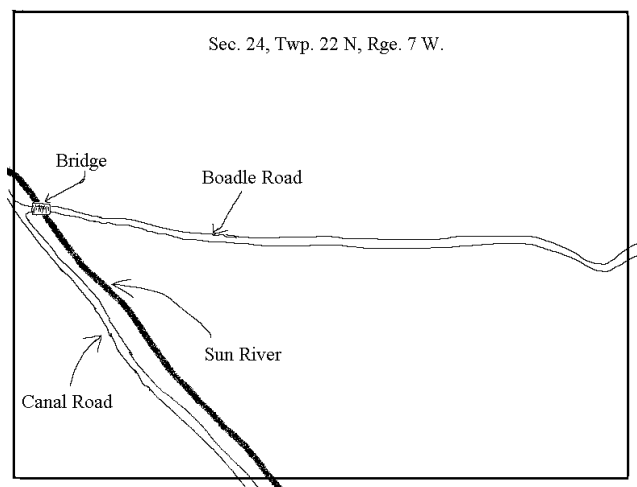 Sec. 24, Twp. 22 N, Rge. 7 W.
Bridge
Boadle Road
Sun River
Canal Road